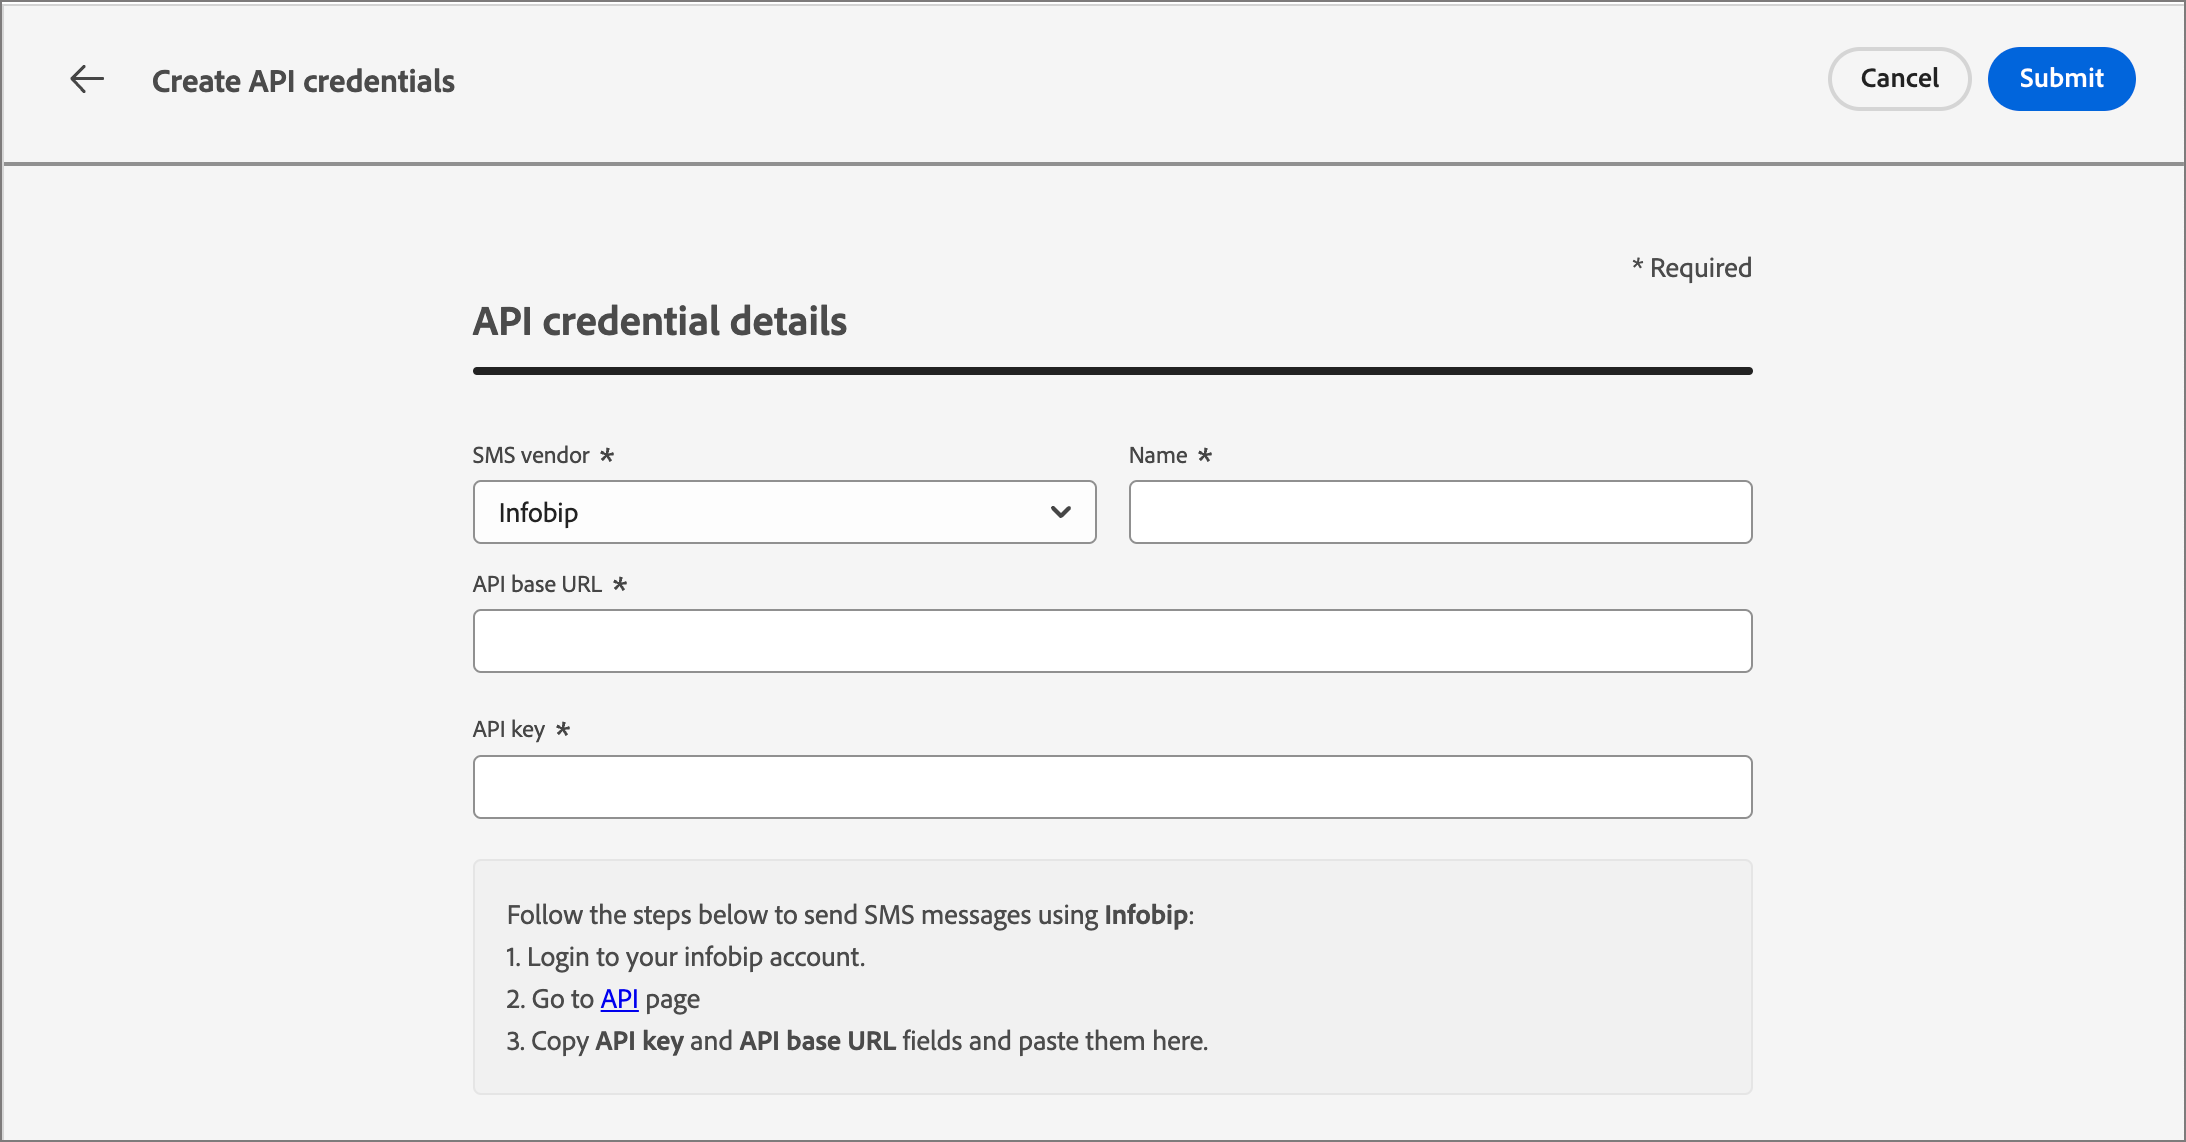 Create API credentials
Cancel
Submit
* Required
API credential details
SMS vendor *
Name *
Infobip
API base URL *
API key *
Follow the steps below to send SMS messages using Infobip:
1. Login to your infobip account.
2. Go to API page
3. Copy API key and API base URL fields and paste them here.